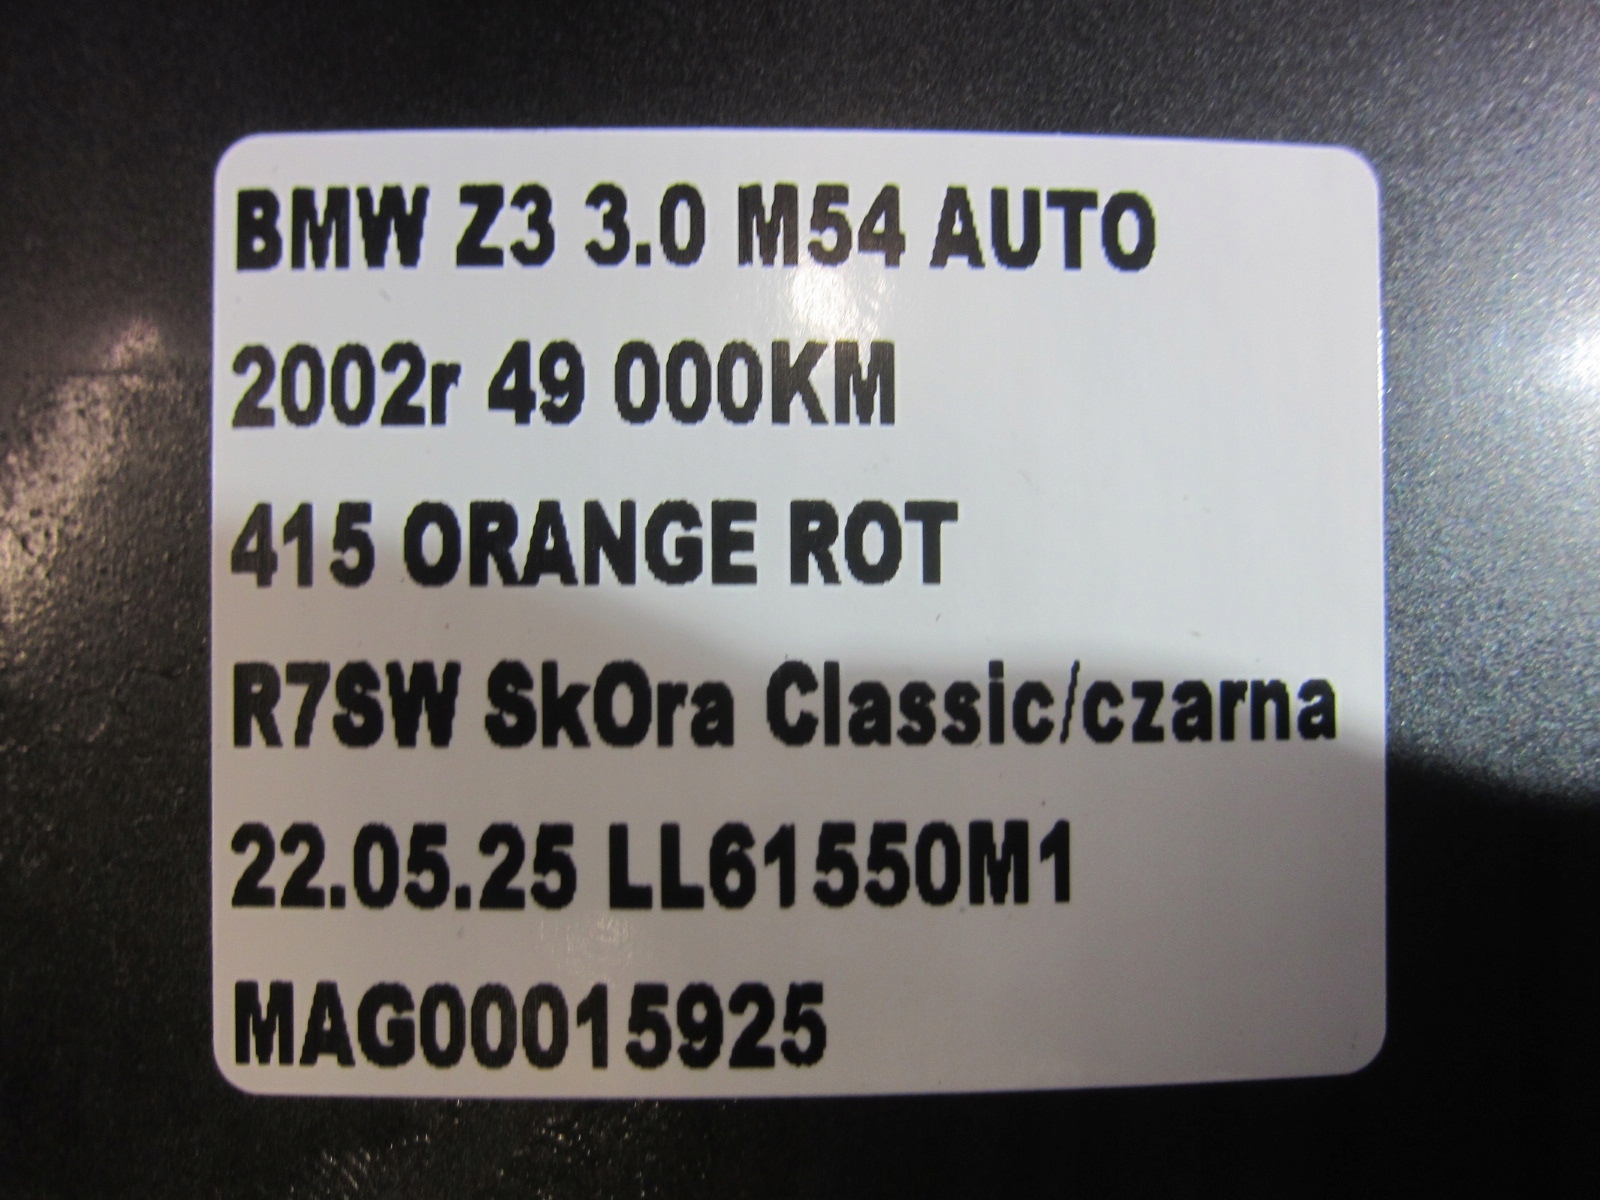 BMW Z3 3.0 M54 AUTO
2002r 49 000KM
415 ORANGE ROT
R7SW SkOra Classic/czarna
22.05.25 LL61550M1
MAG00015925